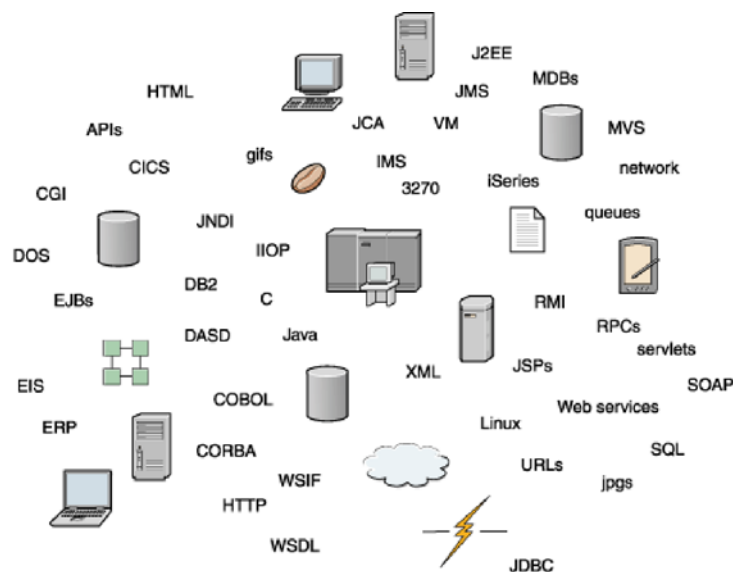 J2EE
MDBs
HTML
JMS
APIs
JCA
VM
MVS
gifs
CICS
IMS
network
3270
iSeries
CGI
JNDI
queues
DOS
IIOP
DB2
EJBs
C
RMI
RPCs
DASD
Java
servlets
JSPs
XML
EIS
SOAP
COBOL
Web services
ERP
Linux
CORBA
SQL
URLs
WSIF
jpgs
HTTP
WSDL
JDBC